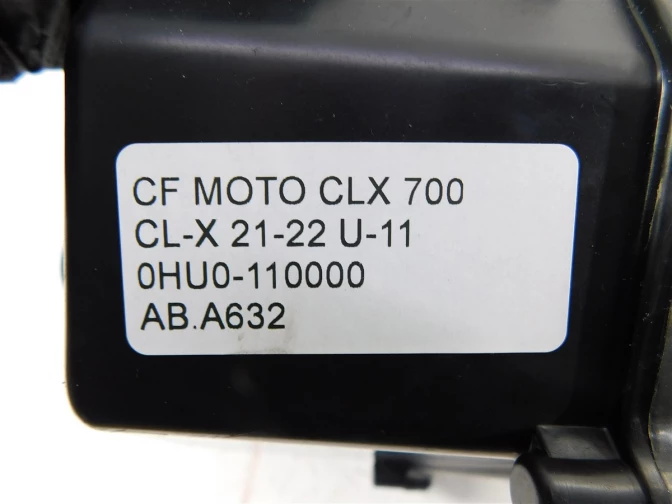 CF MOTO CLX 700
CL-X 21-22 U-11
0HU0-110000
AB.A632